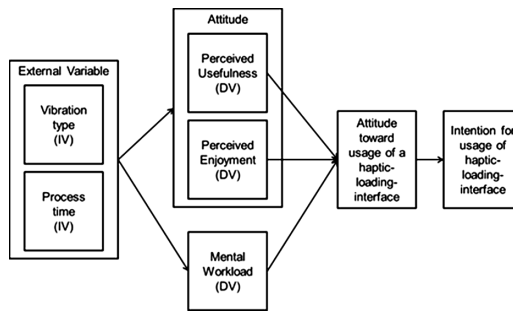 External Variable
Vibration
type
(IV)
Process
time
(IV)
Attitude
Perceived
Usefulness
(DV)
Perceived
Enjoyment
(DV)
Mental
Workload
(DV)
Attitude
toward
usage of a
haptic-
loading-
interface
Intention for
usage of
haptic-
loading-
interface